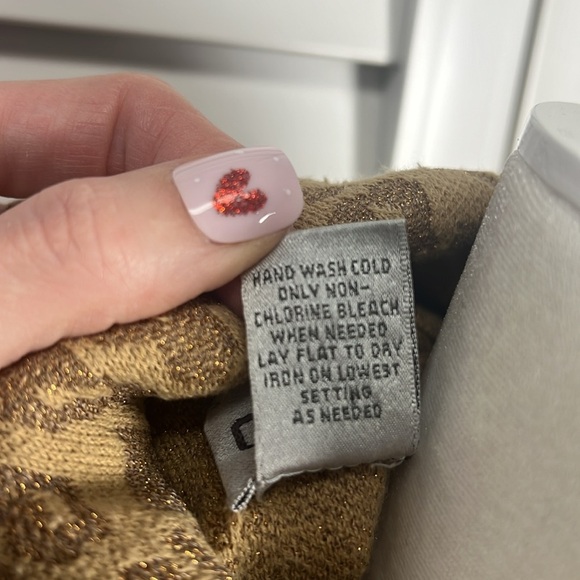 HAND WASH COLD
ONLY NON-
CHLORINE BLEACH
WHEN NEEDED
LAY FLAT TO DRY
IRON ON LOWEST
SETTING
AS NEEDED